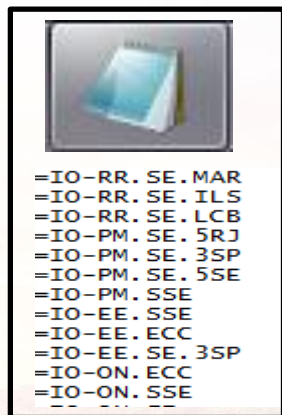 =IO-RR.SE.MAR
=IO-RR.SE.ILS
=IO-RR.SE.LCB
=IO-PM.SE.5RJ
=IO-PM.SE.3SP
=IO-PM.SE.5SE
=IO-PM.SSE
=IO-EE.SSE
=IO-EE.ECC
=IO-EE.SE.3SP
=IO-ON.ECC
=IO-ON.SSE